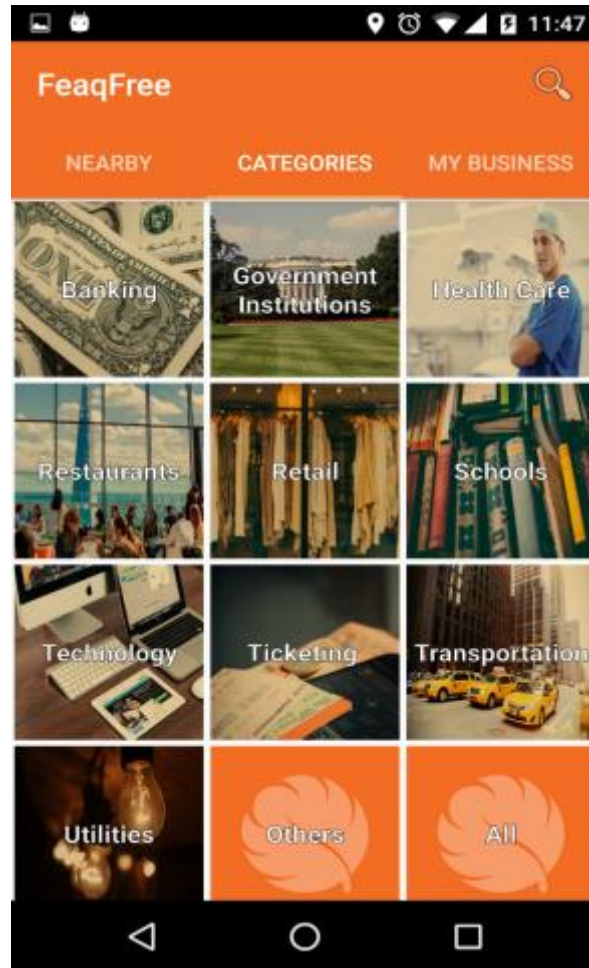 11:47
FeaqFree
NEARBY
CATEGORIES
MY BUSINESS
Banking
Government
Institutions
Health Care
Restaurants
Retail
Schools
Technology
Ticketing
Transportation
Utilities
Others
All